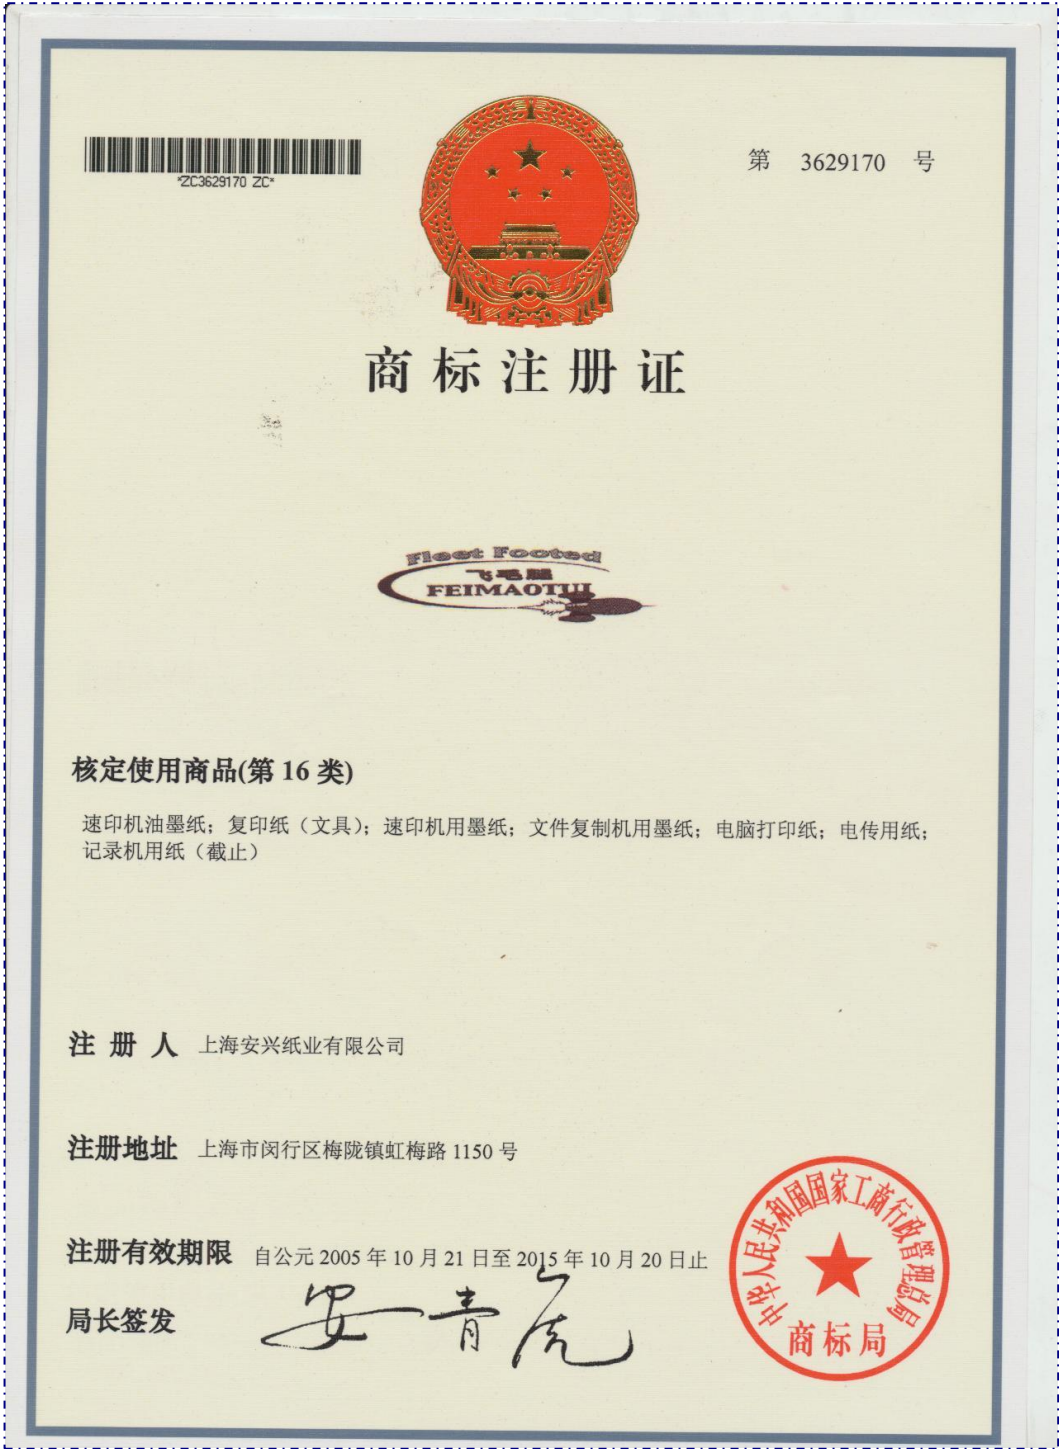 *ZC3629170 ZC*
第 3629170 号
商标注册证
Fleet Footed
飞毛腿
FEIMAOTUI
核定使用商品(第 16 类)
速印机油墨纸；复印纸（文具）；速印机用墨纸；文件复制机用墨纸；电脑打印纸；电传用纸；
记录机用纸（截止）
注 册 人 上海安兴纸业有限公司
注册地址 上海市闵行区梅陇镇虹梅路 1150 号
注册有效期限 自公元 2005 年 10 月 21 日至 2015 年 10 月 20 日止
局长签发 安青虎
中华人民共和国国家工商行政管理总局
商标局